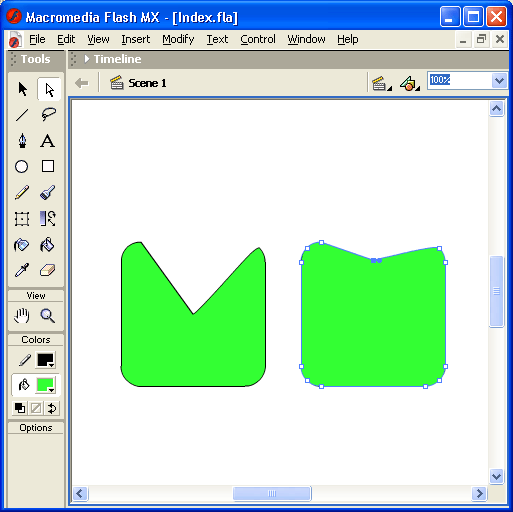 Macromedia Flash MX - [Index.fla]
File Edit View Insert Modify Text Control Window Help
Tools
Timeline
Scene 1
100%
A
View
Colors
Options